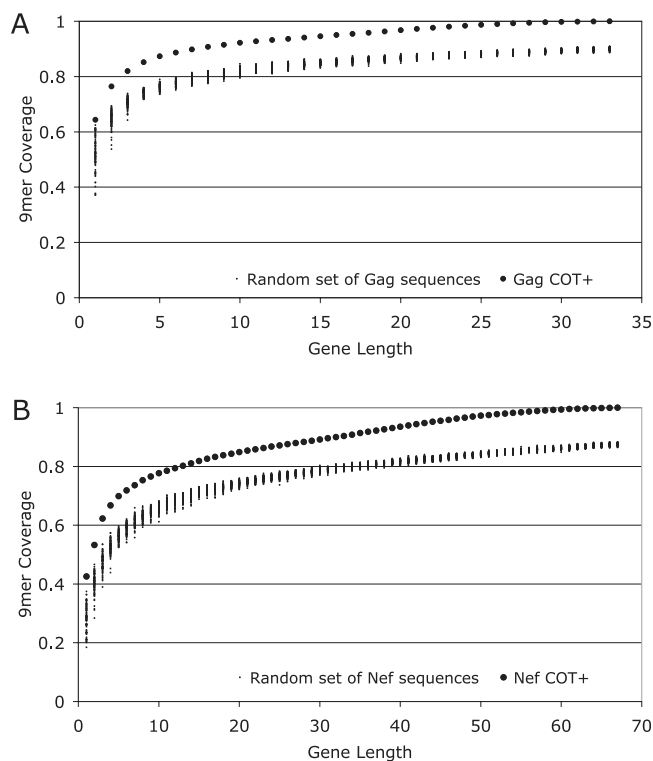 A
1
0.8
0.6
0.4
0.2
0
9mer Coverage
Random set of Gag sequences
Gag COT+
0 5 10 15 20 25 30 35
Gene Length
B
1
0.8
0.6
0.4
0.2
0
9mer Coverage
Random set of Nef sequences
Nef COT+
0 10 20 30 40 50 60 70
Gene Length